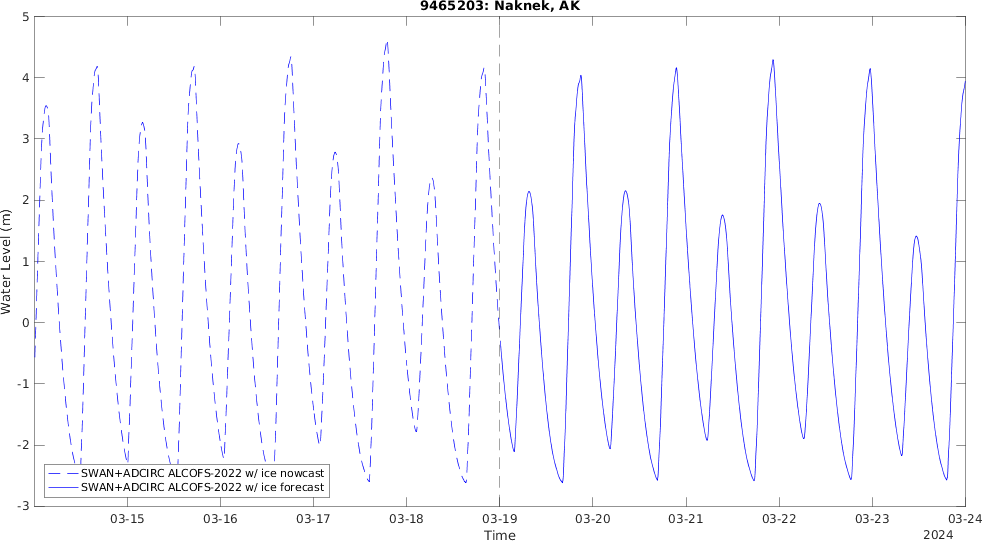 9465203: Naknek, AK
Water Level (m)
5
4
3
2
1
0
-1
-2
-3
SWAN+ADCIRC ALCOFS-2022 w/ ice nowcast
SWAN+ADCIRC ALCOFS-2022 w/ ice forecast
03-15 03-16 03-17 03-18 03-19 03-20 03-21 03-22 03-23 03-24
Time
2024